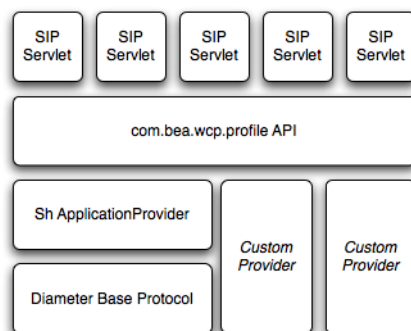 SIP
Servlet
SIP
Servlet
SIP
Servlet
SIP
Servlet
SIP
Servlet
com.bea.wcp.profile API
Sh ApplicationProvider
Custom
Provider
Custom
Provider
Diameter Base Protocol